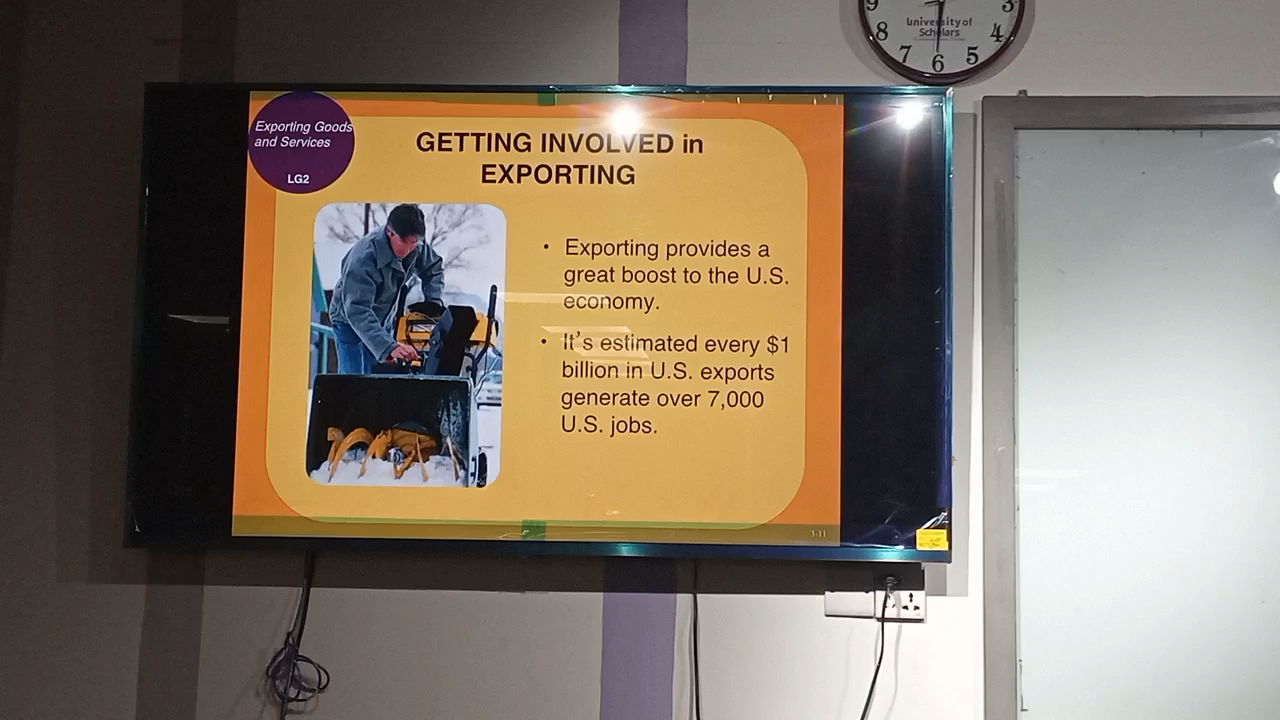 9
3
University of
Scholars
8
4
7
6
5
Exporting Goods
and Services
LG2
GETTING INVOLVED in
EXPORTING
• Exporting provides a
great boost to the U.S.
economy.
• It's estimated every $1
billion in U.S. exports
generate over 7,000
U.S. jobs.
3-11